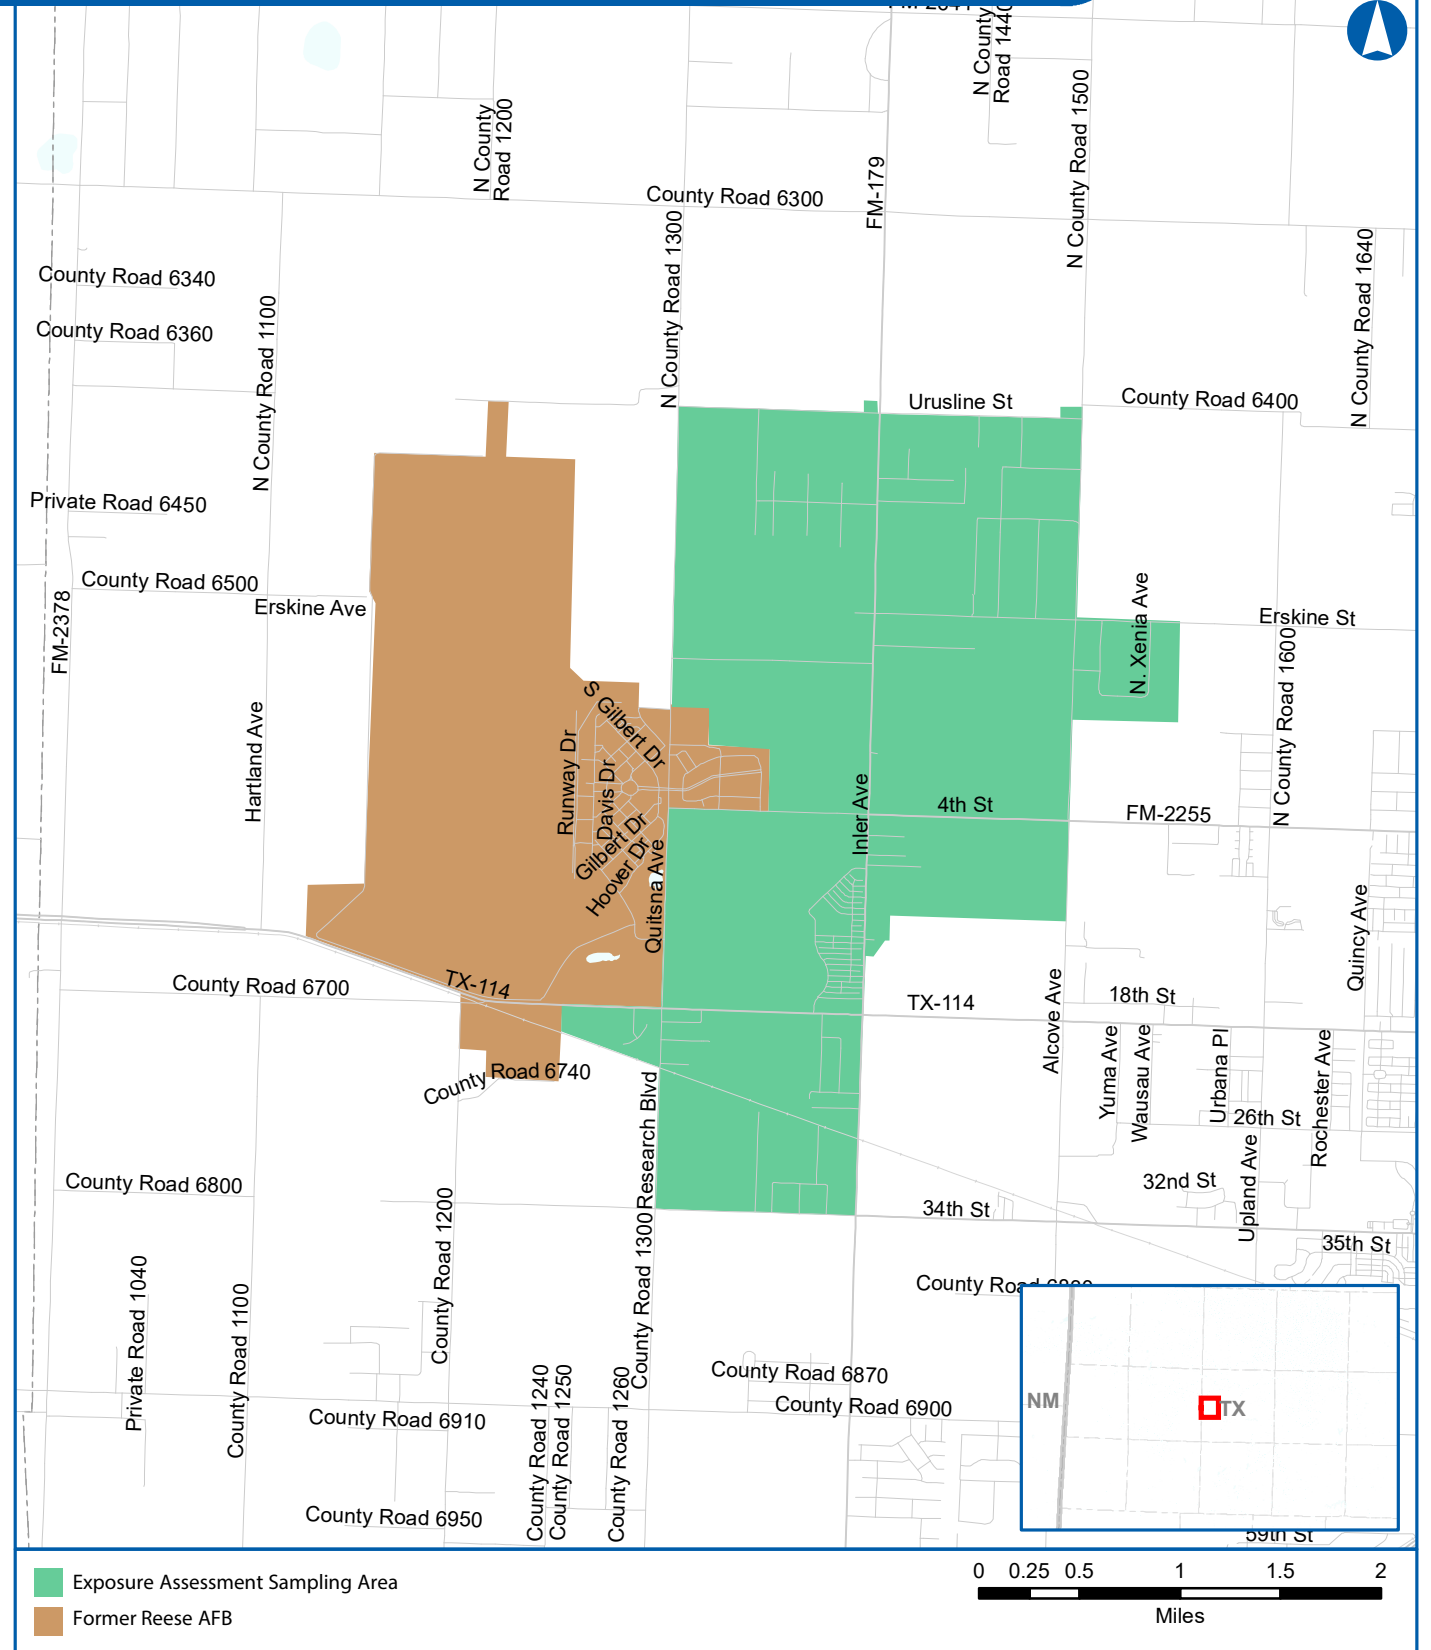 N County
Road 1440
N County
Road 1200
N County Road 1500
FM-179
County Road 6300
N County Road 1300
N County Road 1640
County Road 6340
County Road 6360
N County Road 1100
Urusline St
County Road 6400
Private Road 6450
County Road 6500
Erskine Ave
FM-2378
N. Xenia Ave
Erskine St
N County Road 1600
S Gilbert Dr
Hartland Ave
Runway Dr
Davis Dr
Gilbert Dr
Hoover Dr
Quitsna Ave
Inler Ave
4th St
FM-2255
Quincy Ave
County Road 6700
TX-114
TX-114
Alcove Ave
18th St
Yuma Ave
Wausau Ave
Urbana Pl
26th St
Rochester Ave
County Road 6740
Research Blvd
County Road 6800
32nd St
Upland Ave
34th St
35th St
County Road 1200
County Road 1300
Private Road 1040
County Road 1100
County Road
County Road 6870
County Road 6900
County Road 6910
County Road 1240
County Road 1250
County Road 1260
County Road 6950
NM
TX
59th St
Exposure Assessment Sampling Area
Former Reese AFB
0 0.25 0.5 1 1.5 2
Miles